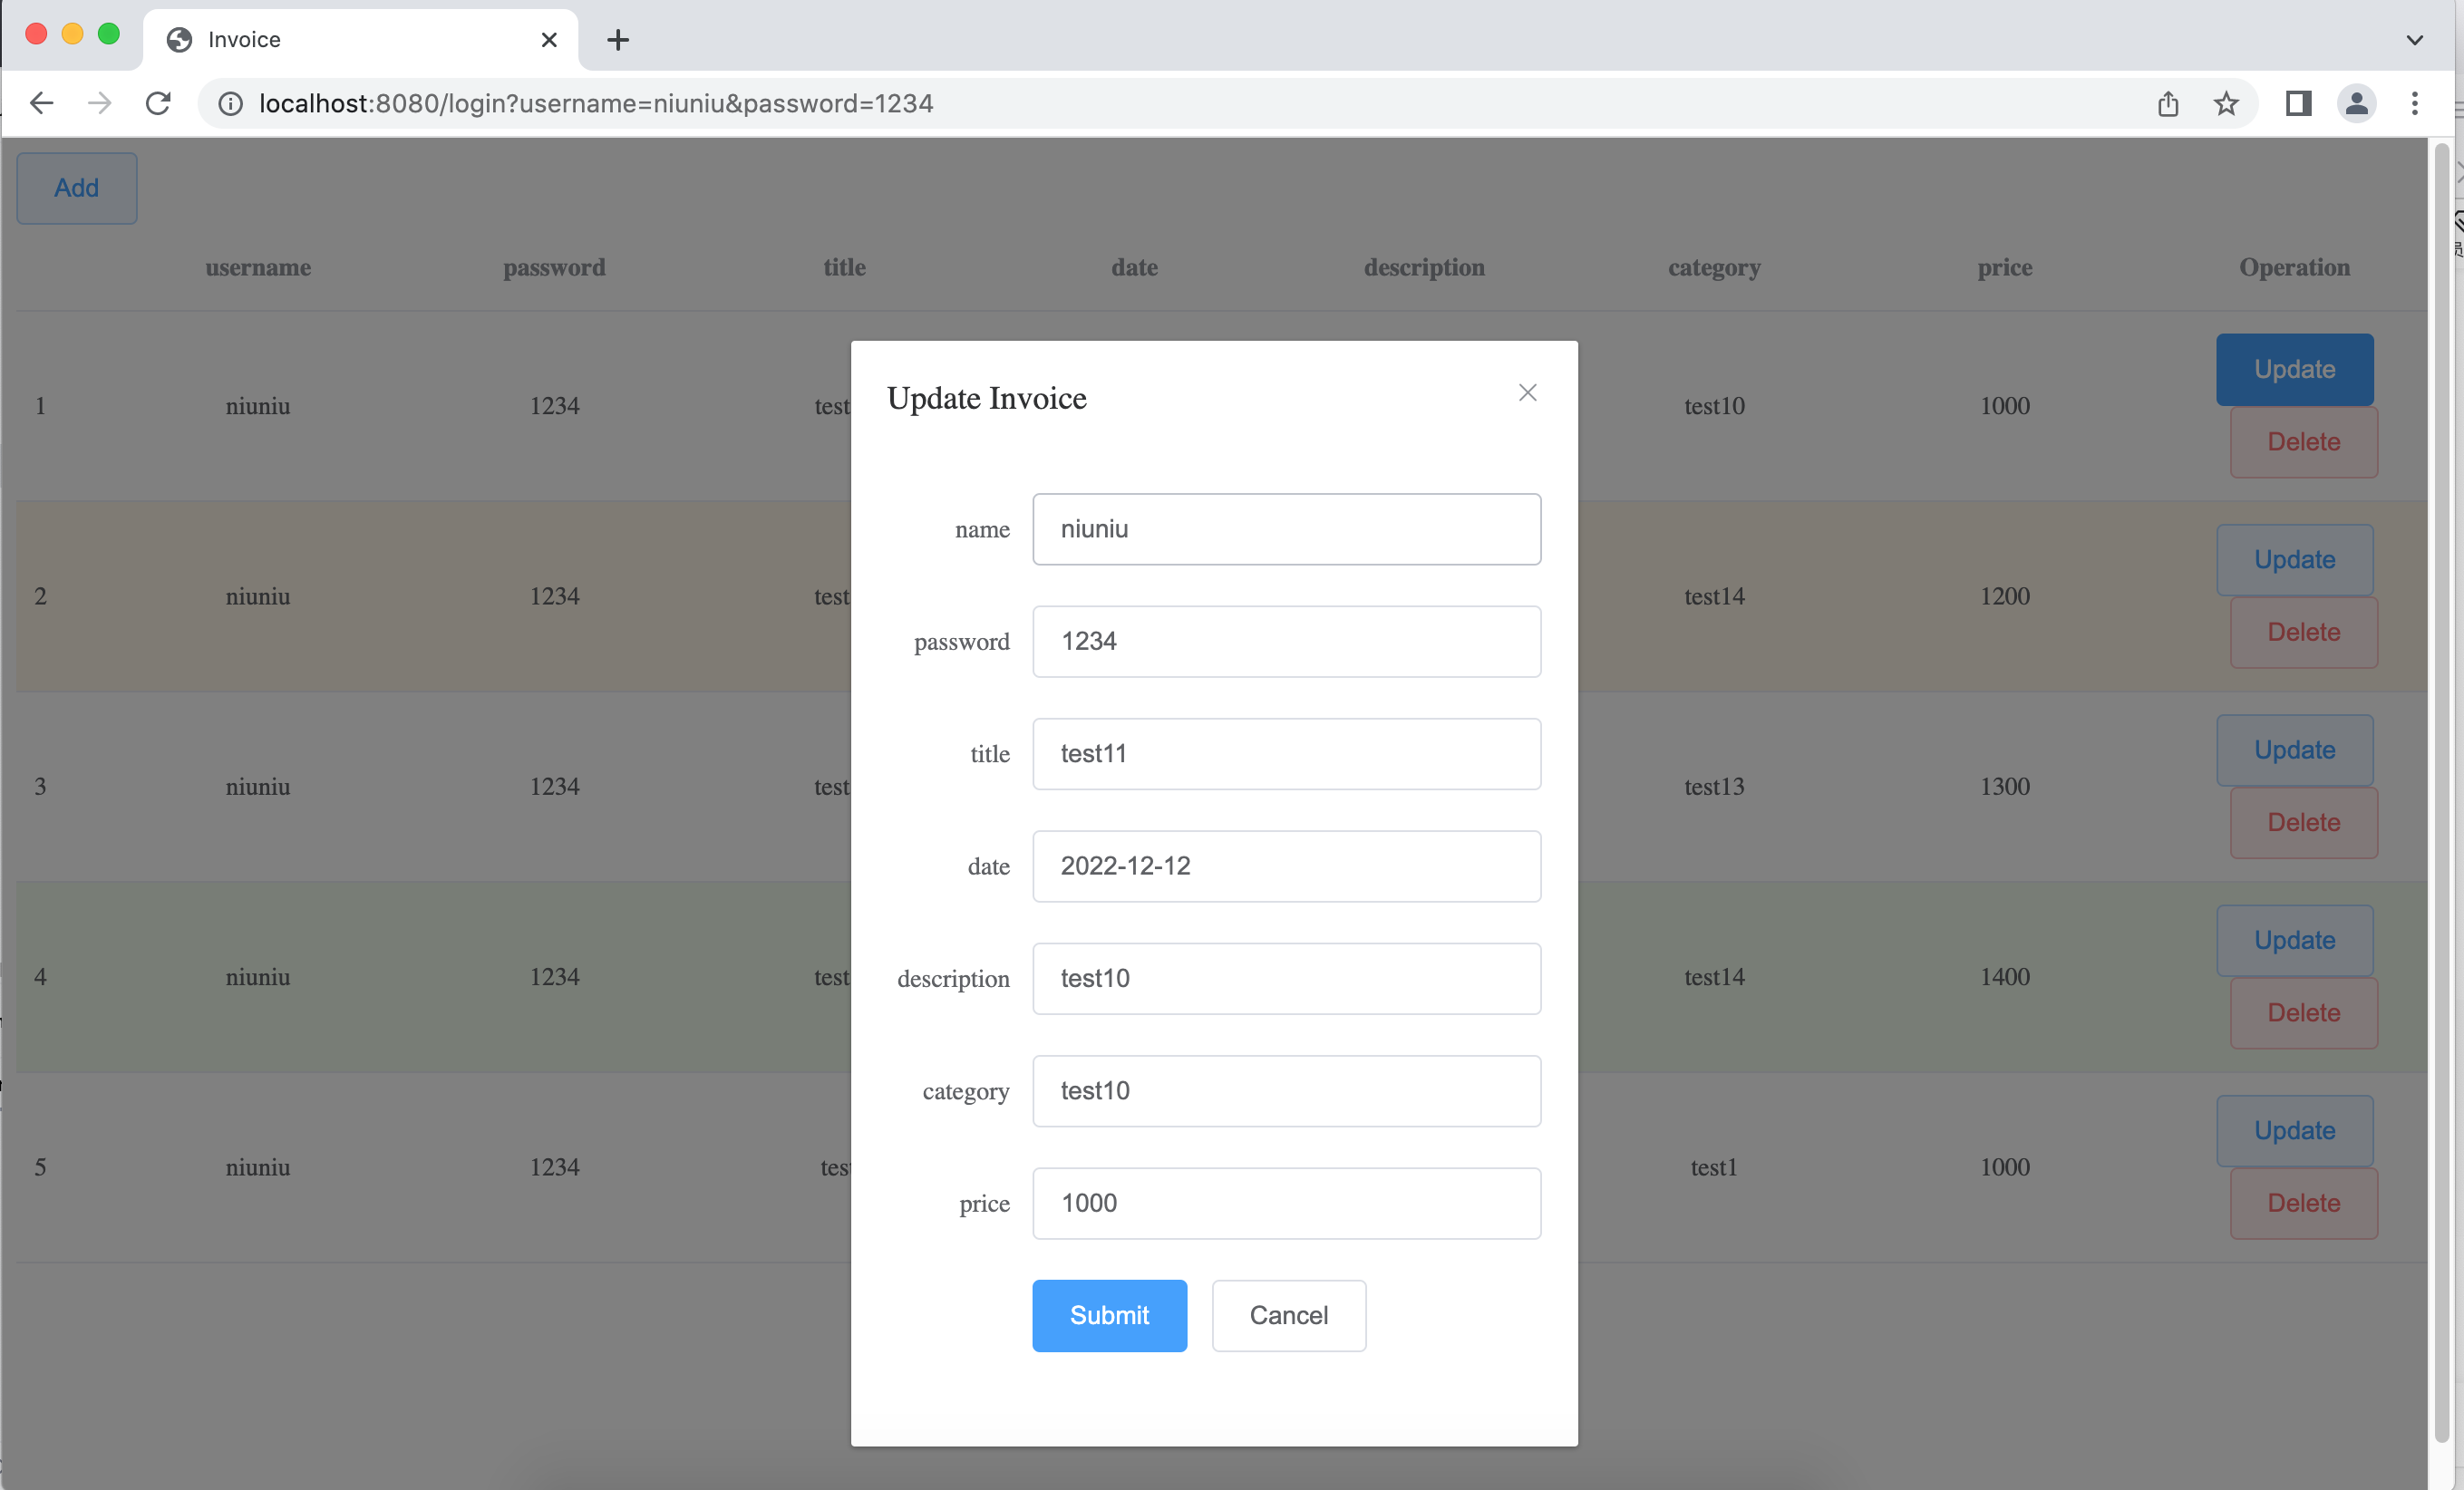 Invoice
localhost:8080/login?username=niuniu&password=1234
Add
username password title date description category price Operation
1 niuniu 1234 test test10 1000 Update
Delete
2 niuniu 1234 test test14 1200 Update
Delete
3 niuniu 1234 test test13 1300 Update
Delete
4 niuniu 1234 test test14 1400 Update
Delete
5 niuniu 1234 test1 1000 Update
Delete
Update Invoice
name niuniu
password 1234
title test11
date 2022-12-12
description test10
category test10
price 1000
Submit Cancel